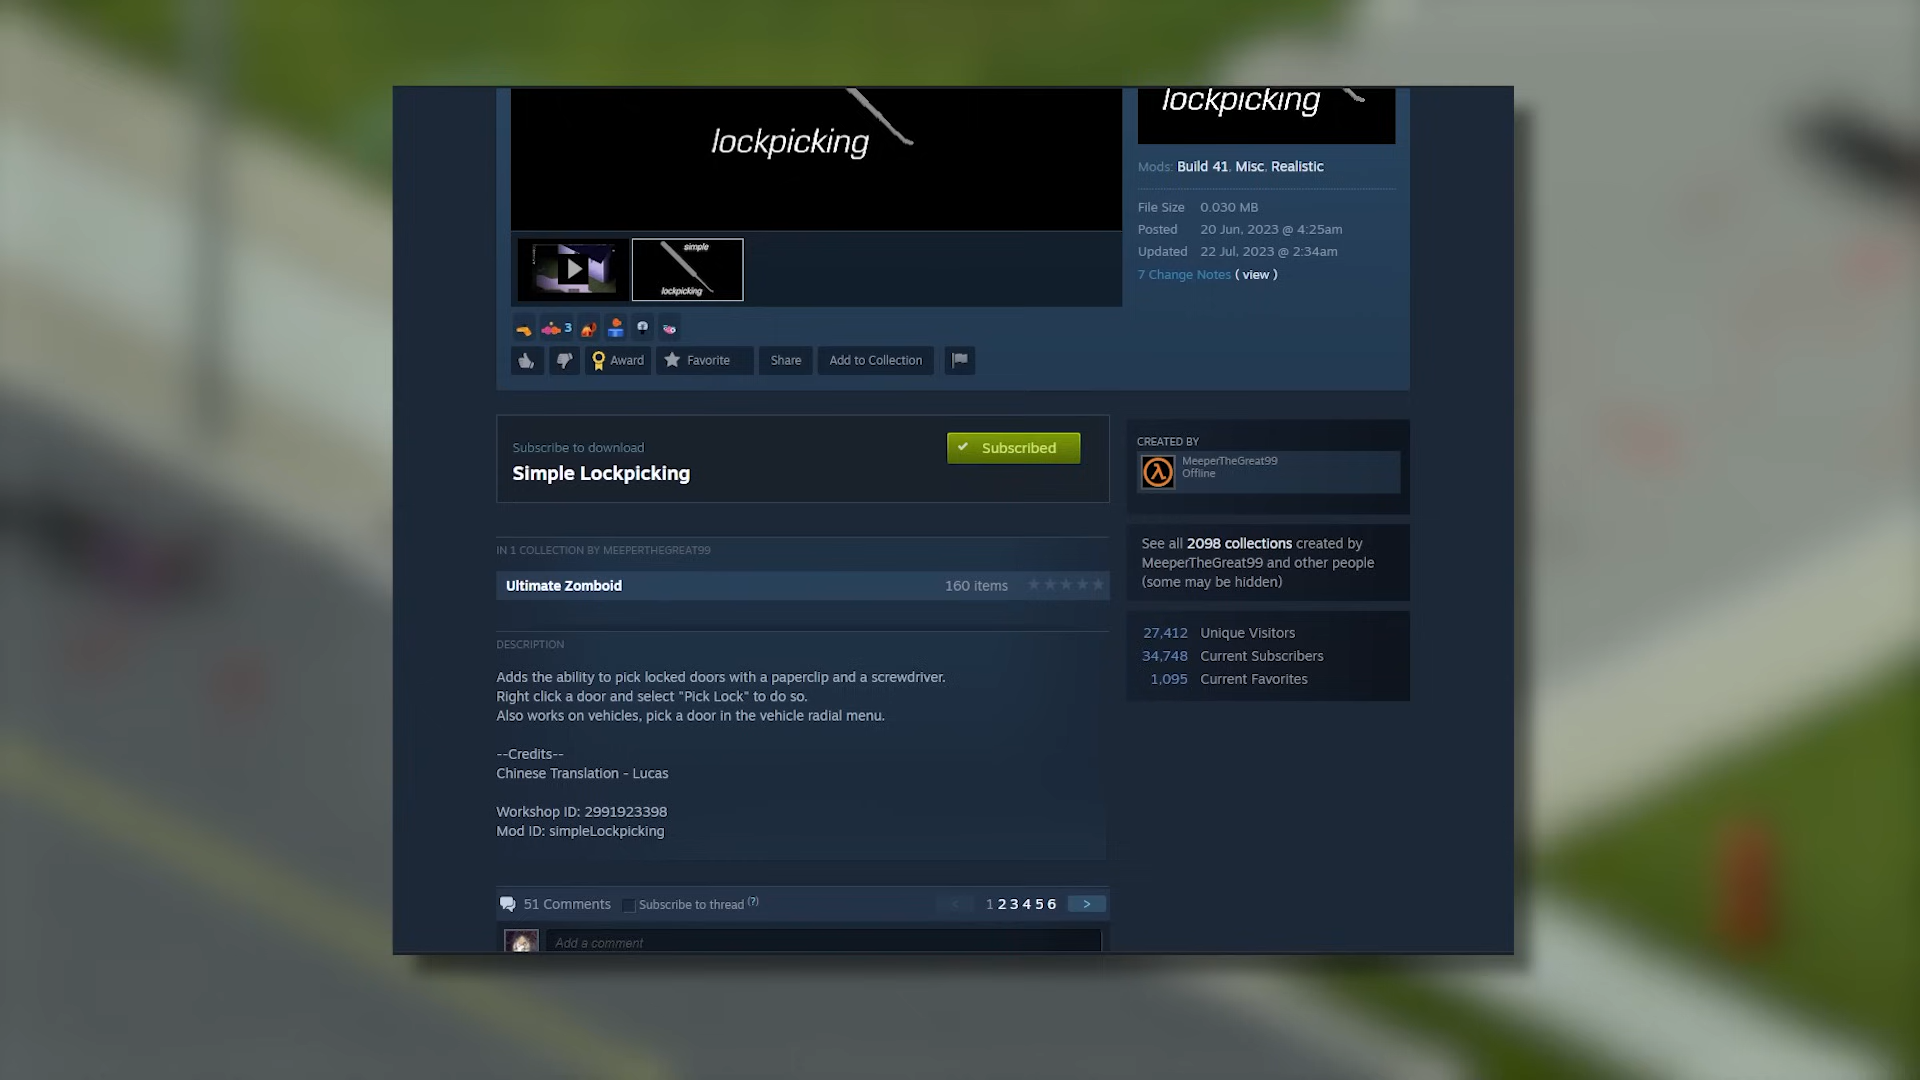 lockpicking
lockpicking
Mods: Build 41, Misc, Realistic
File Size 0.030 MB
Posted 20 Jun, 2023 @ 4:25am
Updated 22 Jul, 2023 @ 2:34am
7 Change Notes ( view )
simple
lockpicking
3
Award
Favorite
Share
Add to Collection
Subscribe to download
Simple Lockpicking
Subscribed
CREATED BY
MeeperTheGreat99
Offline
IN 1 COLLECTION BY MEEPERTHEGREAT99
Ultimate Zomboid 160 items
See all 2098 collections created by
MeeperTheGreat99 and other people
(some may be hidden)
27,412 Unique Visitors
34,748 Current Subscribers
1,095 Current Favorites
DESCRIPTION
Adds the ability to pick locked doors with a paperclip and a screwdriver.
Right click a door and select "Pick Lock" to do so.
Also works on vehicles, pick a door in the vehicle radial menu.
--Credits--
Chinese Translation - Lucas
Workshop ID: 2991923398
Mod ID: simpleLockpicking
51 Comments Subscribe to thread (?) < 1 2 3 4 5 6 >
Add a comment